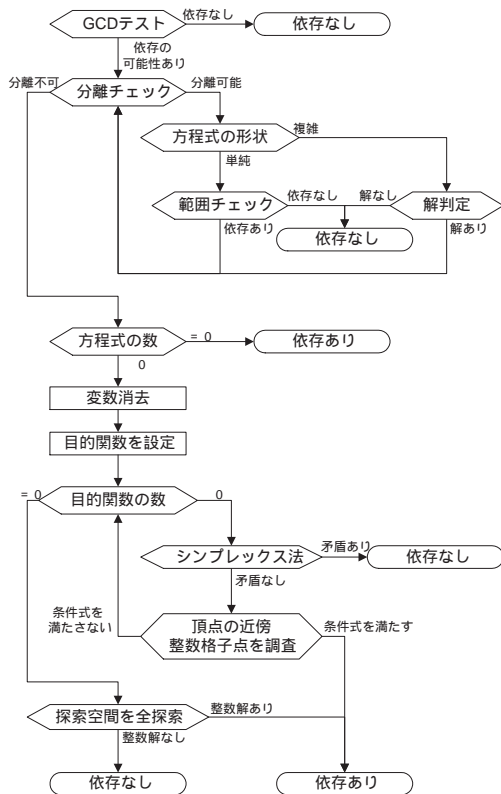 GCDテスト
依存なし
依存なし
依存の
可能性あり
分離不可
分離チェック
分離可能
方程式の形状
複雑
単純
範囲チェック
依存なし
解なし
解判定
依存あり
依存なし
解あり
方程式の数
= 0
依存あり
0
変数消去
目的関数を設定
= 0
目的関数の数
0
シンプレックス法
矛盾あり
依存なし
矛盾なし
条件式を
満たさない
頂点の近傍
整数格子点を調査
条件式を満たす
探索空間を全探索
整数解あり
整数解なし
依存なし
依存あり